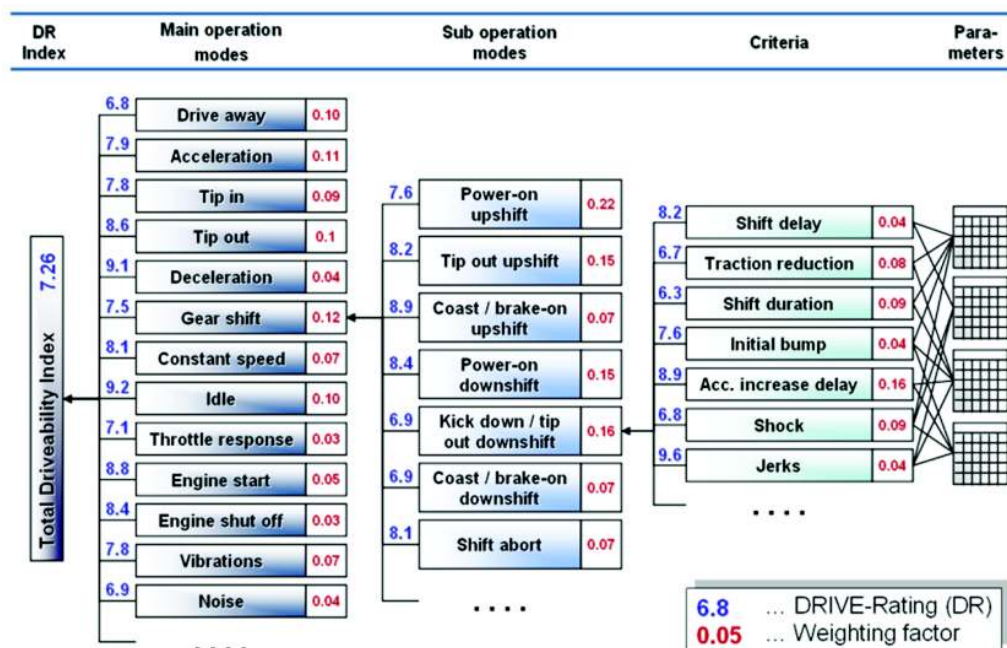 DR
Index
Main operation
modes
Sub operation
modes
Criteria
Para-
meters
Total Driveability Index 7.26
6.8 Drive away 0.10
7.9 Acceleration 0.11
7.8 Tip in 0.09
8.6 Tip out 0.1
9.1 Deceleration 0.04
7.5 Gear shift 0.12
8.1 Constant speed 0.07
9.2 Idle 0.10
7.1 Throttle response 0.03
8.8 Engine start 0.05
8.4 Engine shut off 0.03
7.8 Vibrations 0.07
6.9 Noise 0.04
. . . .
7.6 Power-on
upshift 0.22
8.2 Tip out upshift 0.15
8.9 Coast / brake-on
upshift 0.07
8.4 Power-on
downshift 0.15
6.9 Kick down / tip
out downshift 0.16
6.9 Coast / brake-on
downshift 0.07
8.1 Shift abort 0.07
. . . .
8.2 Shift delay 0.04
6.7 Traction reduction 0.08
6.3 Shift duration 0.09
7.6 Initial bump 0.04
8.9 Acc. increase delay 0.16
6.8 Shock 0.09
9.6 Jerks 0.04
. . . .
6.8 ... DRIVE-Rating (DR)
0.05 ... Weighting factor